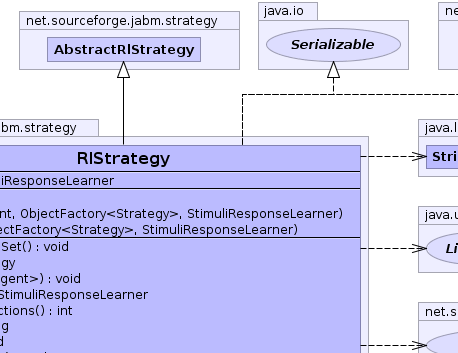 net.sourceforge.jabm.strategy
java.io
ne
AbstractRlStrategy
Serializable
bm.strategy
java.l
RlStrategy
Stri
iResponseLearner
nt, ObjectFactory<Strategy>, StimuliResponseLearner)
ectFactory<Strategy>, StimuliResponseLearner)
java.u
Set() : void
Li
gy
gent>) : void
StimuliResponseLearner
ctions() : int
net.s
g
d